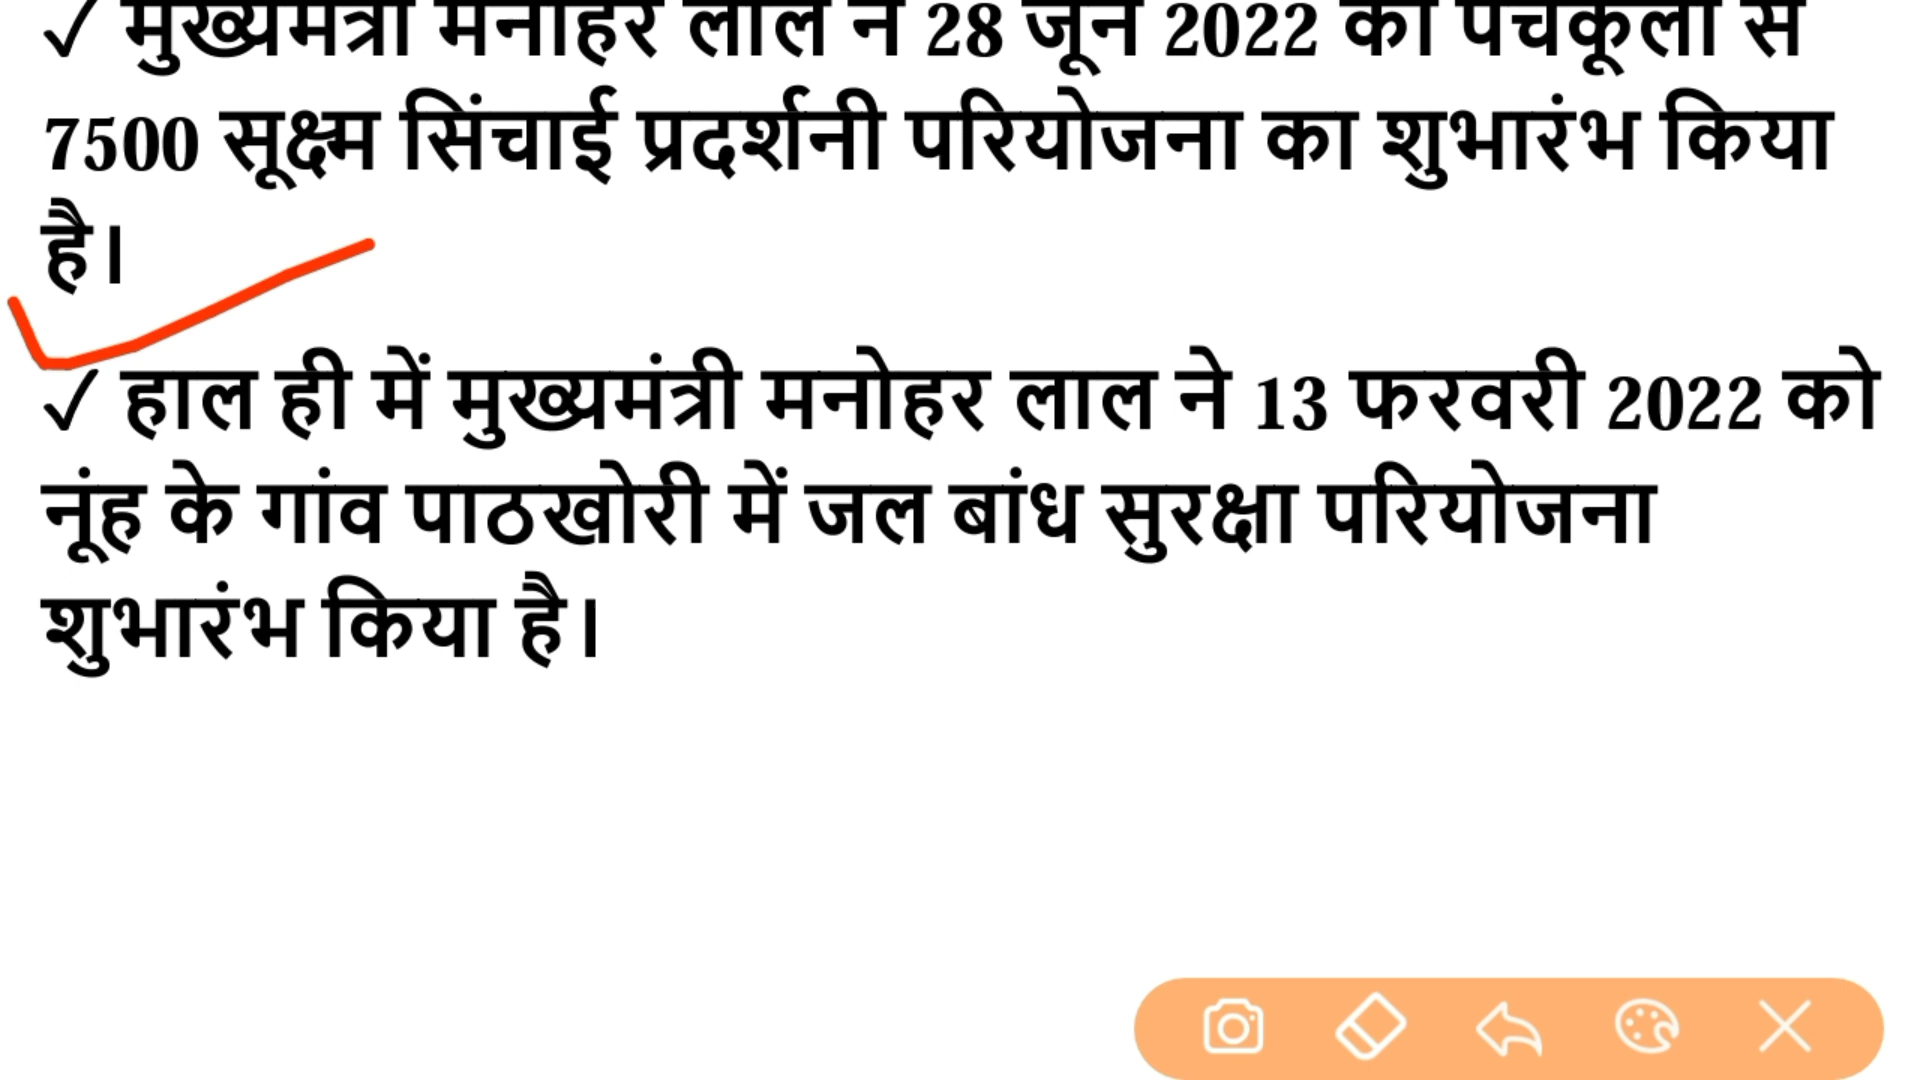 ✓ मुख्यमंत्री मनोहर लाल ने 28 जून 2022 को पंचकूला से
7500 सूक्ष्म सिंचाई प्रदर्शनी परियोजना का शुभारंभ किया
है।
✓ हाल ही में मुख्यमंत्री मनोहर लाल ने 13 फरवरी 2022 को
नूंह के गांव पाठखोरी में जल बांध सुरक्षा परियोजना
शुभारंभ किया है।